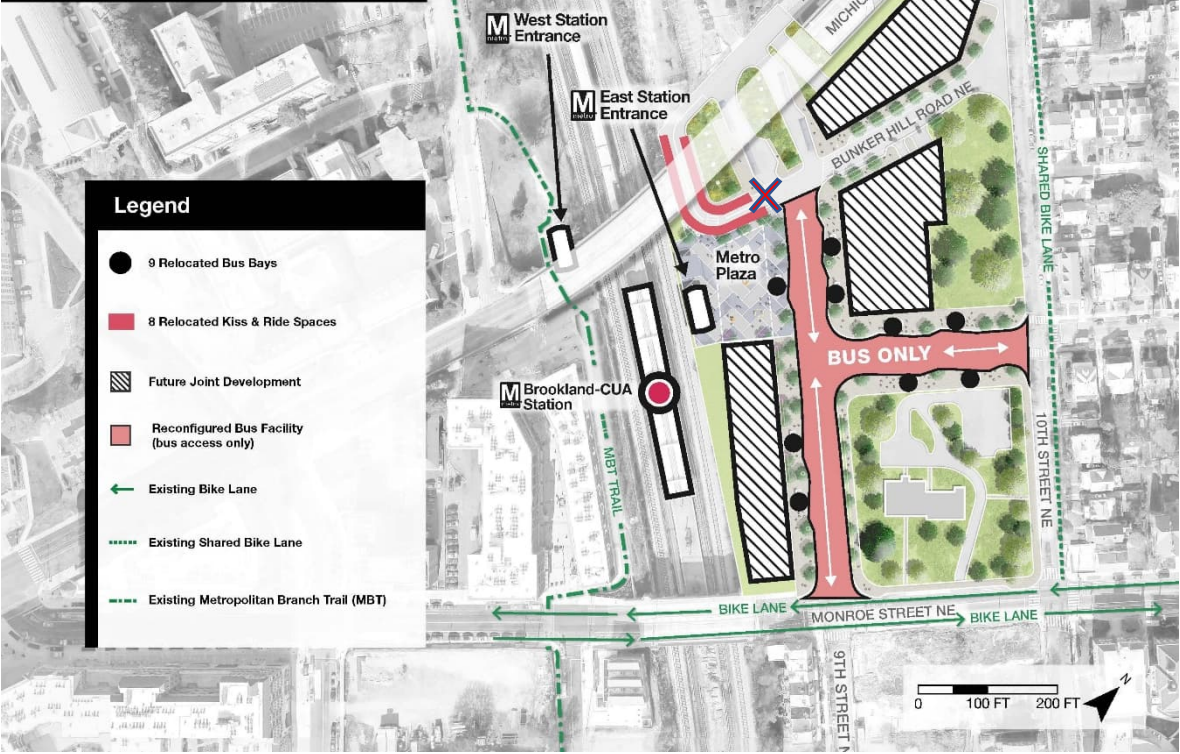 M
metro
West Station
Entrance
M
metro
East Station
Entrance
BUNKER HILL ROAD NE
SHARED BIKE LANE
Legend
9 Relocated Bus Bays
8 Relocated Kiss & Ride Spaces
Future Joint Development
Reconfigured Bus Facility
(bus access only)
Existing Bike Lane
Existing Shared Bike Lane
Existing Metropolitan Branch Trail (MBT)
Metro
Plaza
BUS ONLY
M
metro
Brookland-CUA
Station
MBT TRAIL
10TH STREET NE
BIKE LANE
MONROE STREET NE
BIKE LANE
9TH STREET
N
0
100 FT
200 FT